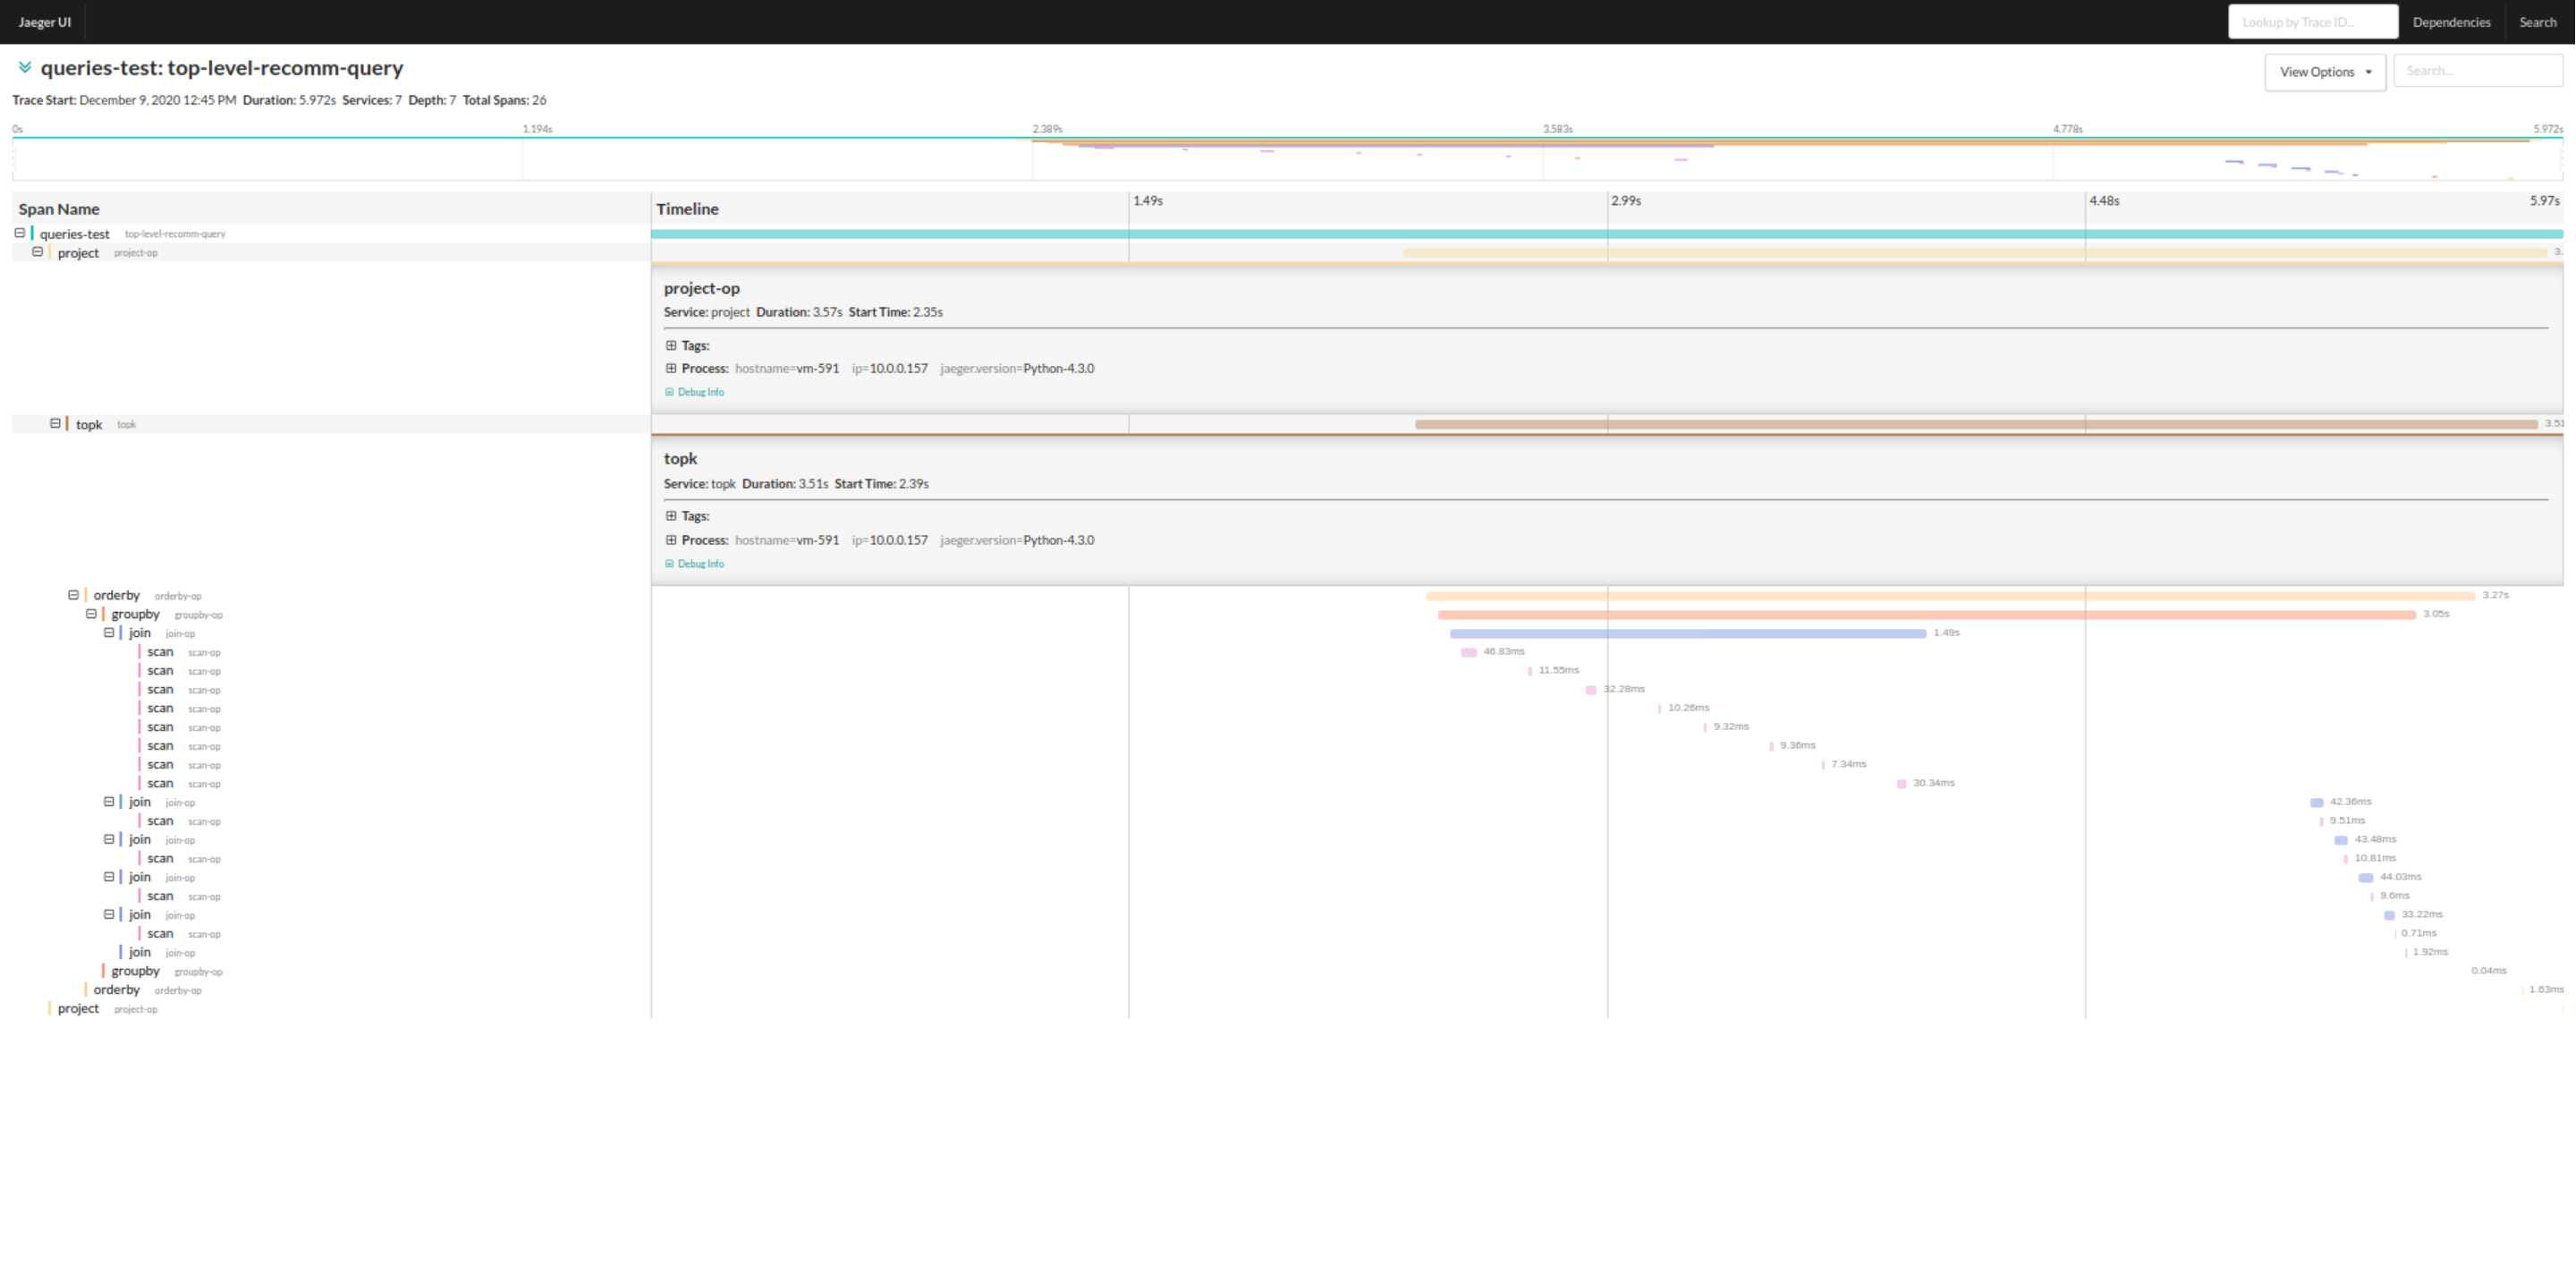 Jaeger UI Lookup by Trace ID... Dependencies Search
queries-test: top-level-recomm-query View Options Search...
Trace Start: December 9, 2020 12:45 PM Duration: 5.972s Services: 7 Depth: 7 Total Spans: 26
0s 1.194s 2.389s 3.583s 4.778s 5.972s
Span Name Timeline 1.49s 2.99s 4.48s 5.97s
queries-test top-level-recomm-query
project project-op 3.
project-op
Service: project Duration: 3.57s Start Time: 2.35s
Tags:
Process: hostname=vm-591 ip=10.0.0.157 jaeger.version=Python-4.3.0
Debug Info
topk topk 3.51
topk
Service: topk Duration: 3.51s Start Time: 2.39s
Tags:
Process: hostname=vm-591 ip=10.0.0.157 jaeger.version=Python-4.3.0
Debug Info
orderby orderby-op 3.27s
groupby groupby-op 3.05s
join join-op 1.49s
scan scan-op 46.83ms
scan scan-op 11.55ms
scan scan-op 32.28ms
scan scan-op 10.26ms
scan scan-op 9.32ms
scan scan-op 9.36ms
scan scan-op 7.34ms
scan scan-op 30.34ms
join join-op 42.36ms
scan scan-op 9.51ms
join join-op 43.48ms
scan scan-op 10.81ms
join join-op 44.03ms
scan scan-op 9.6ms
join join-op 33.22ms
scan scan-op 0.71ms
join join-op 1.92ms
groupby groupby-op 0.04ms
orderby orderby-op 1.63ms
project project-op